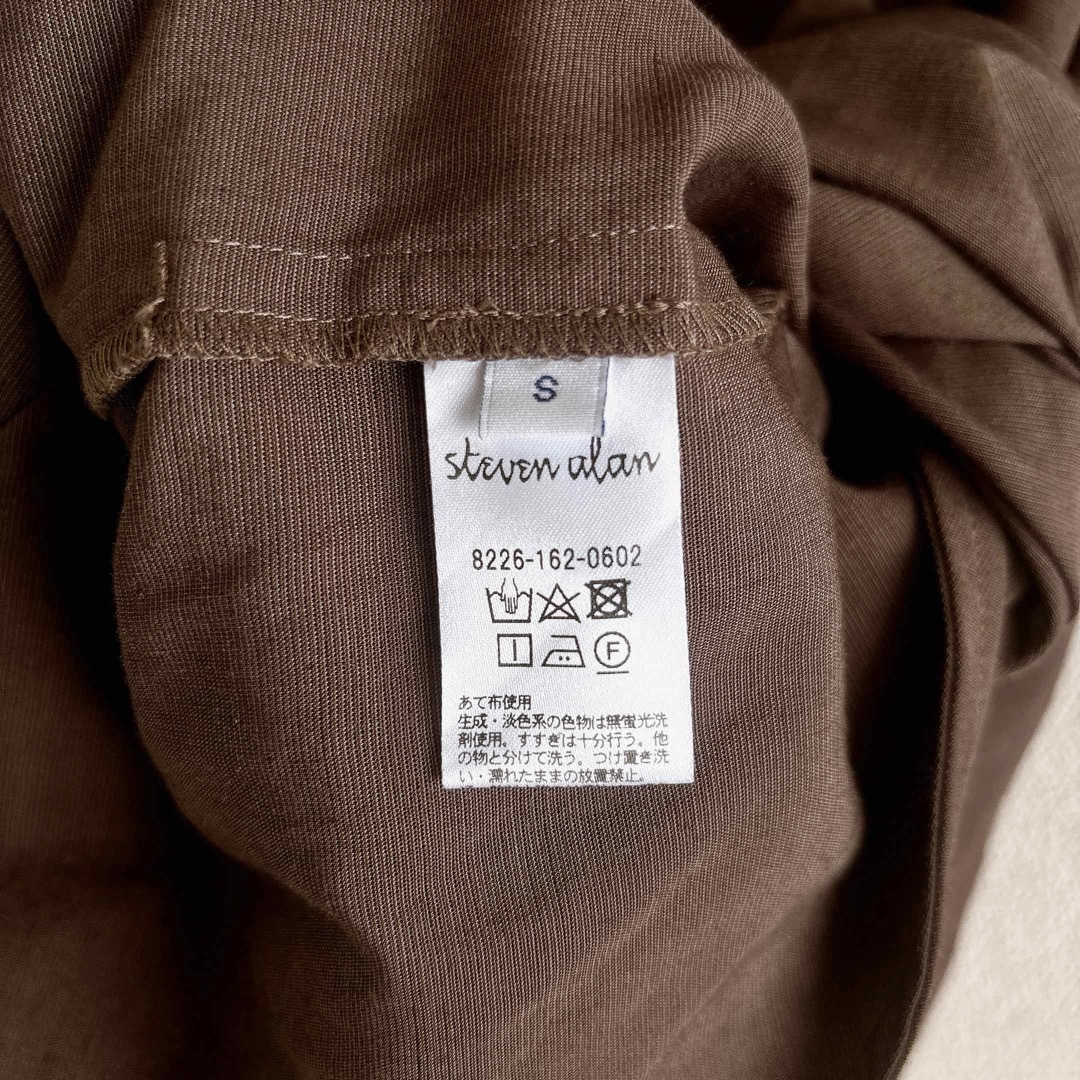 S
steven alan
8226-162-0602
F
あて布使用
生成・淡色系の色物は無蛍光洗
剤使用。すすぎは十分行う。他
の物と分けて洗う。つけ置き洗
い・濡れたままの放置禁止。